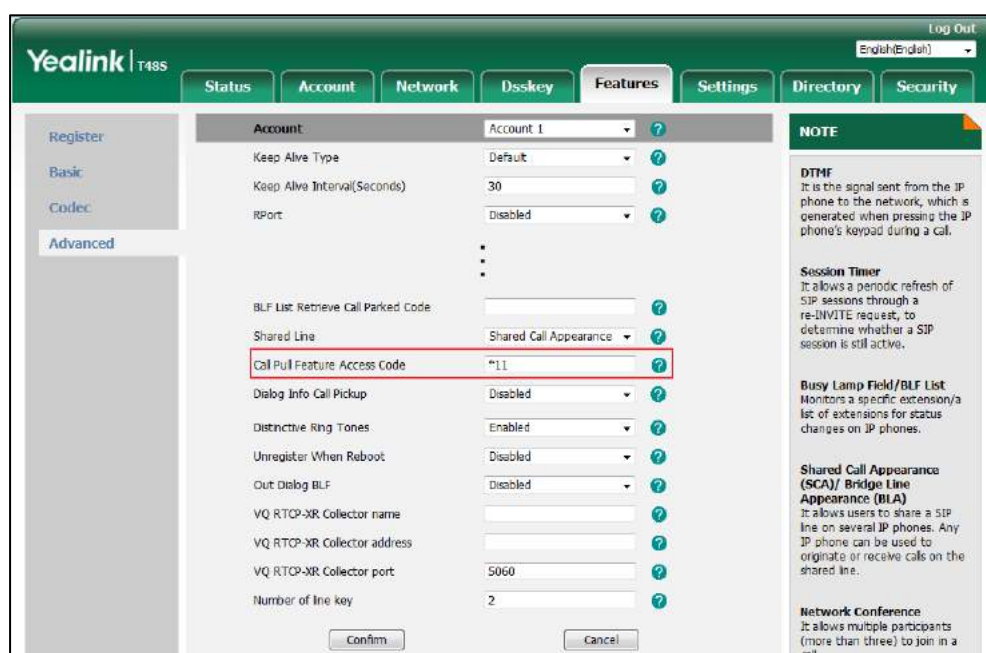 Log Out
Yealink | T48S
English(English)
Status Account Network Dsskey Features Settings Directory Security
Register
Basic
Codec
Advanced
Account Account 1
Keep Alive Type Default
Keep Alive Interval(Seconds) 30
RPort Disabled
BLF List Retrieve Call Parked Code
Shared Line Shared Call Appearance
Call Pull Feature Access Code *11
Dialog Info Call Pickup Disabled
Distinctive Ring Tones Enabled
Unregister When Reboot Disabled
Out Dialog BLF Disabled
VQ RTCP-XR Collector name
VQ RTCP-XR Collector address
VQ RTCP-XR Collector port 5060
Number of line key 2
Confirm Cancel
NOTE
DTMF
It is the signal sent from the IP
phone to the network, which is
generated when pressing the IP
phone's keypad during a call.
Session Timer
It allows a periodic refresh of
SIP sessions through a
re-INVITE request, to
determine whether a SIP
session is still active.
Busy Lamp Field/BLF List
Monitors a specific extension/a
list of extensions for status
changes on IP phones.
Shared Call Appearance
(SCA)/ Bridge Line
Appearance (BLA)
It allows users to share a SIP
line on several IP phones. Any
IP phone can be used to
originate or receive calls on the
shared line.
Network Conference
It allows multiple participants
(more than three) to join in a